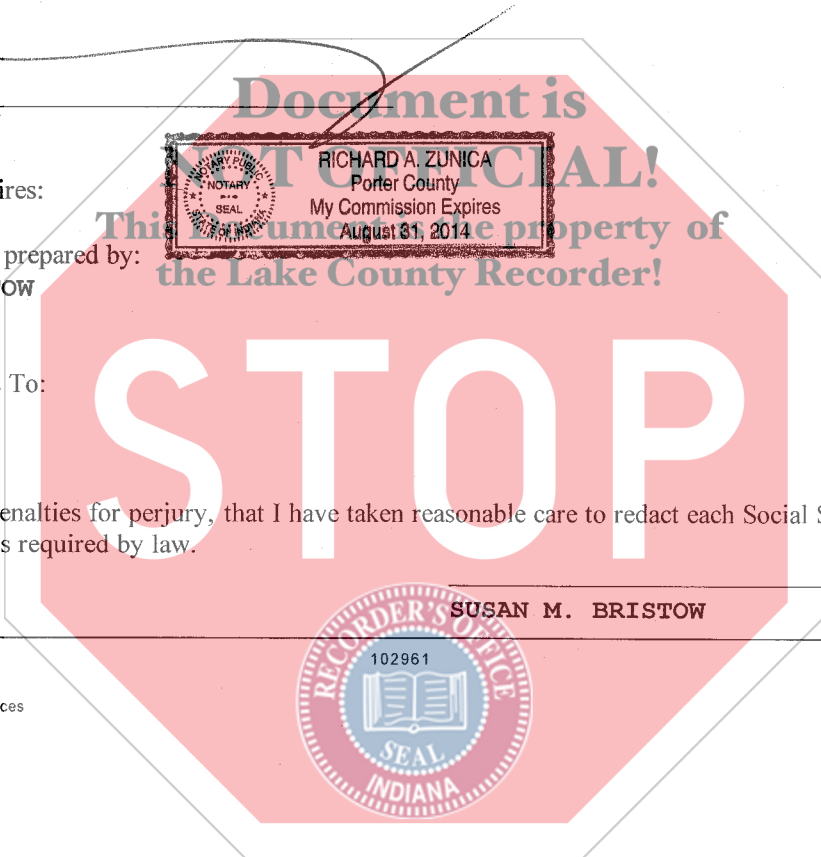 Document is
NOT OFFICIAL!
This Document is the property of
the Lake County Recorder!
NOTARY PUBLIC
NOTARY
SEAL
STATE OF INDIANA
RICHARD A. ZUNICA
Porter County
My Commission Expires
August 31, 2014
ires:
prepared by:
OW
To:
STOP
enalties for perjury, that I have taken reasonable care to redact each Social S
s required by law.
SUSAN M. BRISTOW
RECORDER'S OFFICE
102961
SEAL
INDIANA
ces